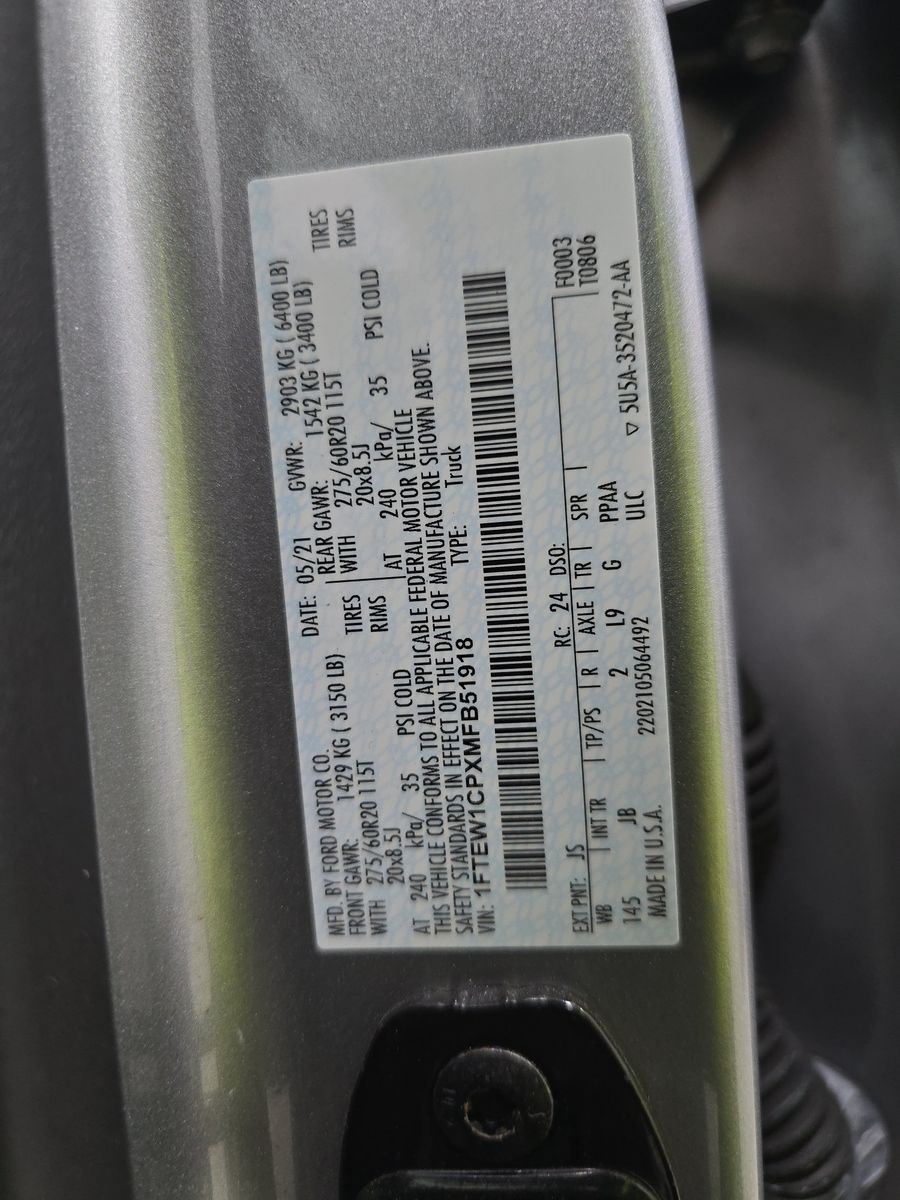 MFD. BY FORD MOTOR CO. DATE: 05/21 GVWR: 2903 KG ( 6400 LB)
FRONT GAWR: 1429 KG ( 3150 LB) REAR GAWR: 1542 KG ( 3400 LB)
WITH 275/60R20 115T TIRES WITH 275/60R20 115T TIRES
20x8.5J RIMS 20x8.5J RIMS
AT 240 kPa/ 35 PSI COLD AT 240 kPa/ 35 PSI COLD
THIS VEHICLE CONFORMS TO ALL APPLICABLE FEDERAL MOTOR VEHICLE
SAFETY STANDARDS IN EFFECT ON THE DATE OF MANUFACTURE SHOWN ABOVE.
VIN: 1FTEW1CPXMFB51918 TYPE: Truck
EXT PNT: JS RC: 24 DSO: F0003
WB INT TR TP/PS R AXLE TR SPR T0806
145 JB 2 L9 G PPAA
MADE IN U.S.A. 2202105064492 ULC ▽ 5U5A-3520472-AA